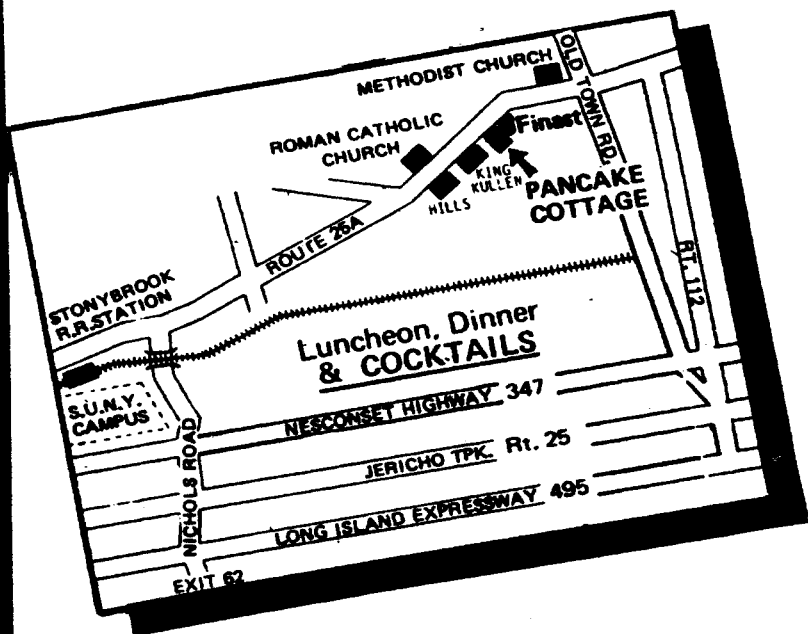 METHODIST CHURCH
OLD TOWN RD.
ROMAN CATHOLIC
CHURCH
Finast
KING
KULLEN
HILLS
PANCAKE
COTTAGE
ROUTE 25A
RT. 112
STONYBROOK
R.R.STATION
Luncheon, Dinner
& COCKTAILS
S.U.N.Y.
CAMPUS
NESCONSET HIGHWAY 347
NICHOLS ROAD
JERICHO TPK. Rt. 25
LONG ISLAND EXPRESSWAY 495
EXIT 62